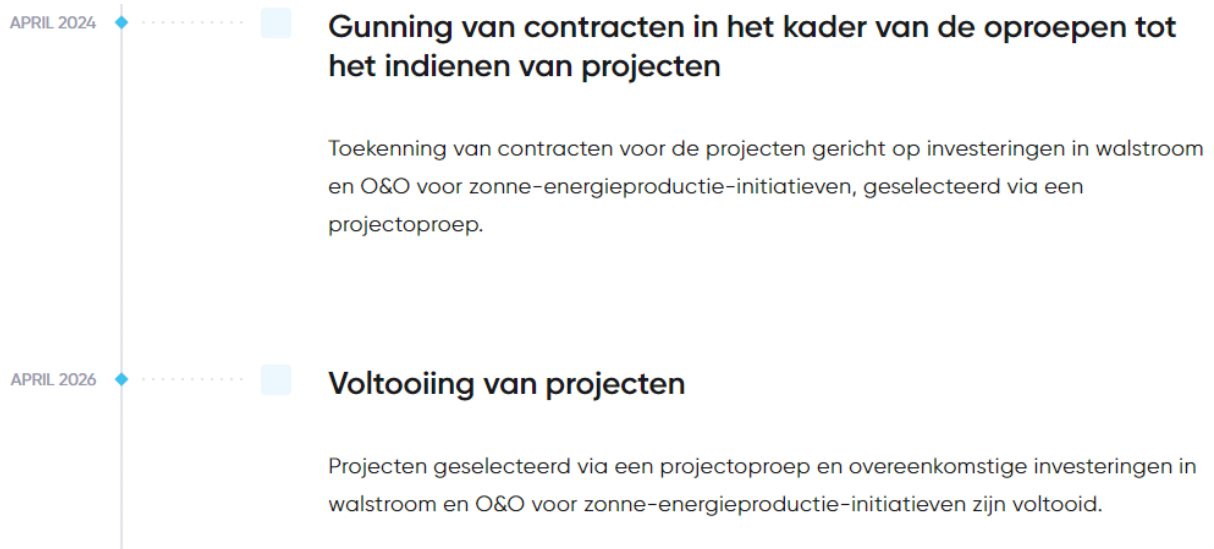 APRIL 2024
Gunning van contracten in het kader van de oproepen tot
het indienen van projecten
Toekenning van contracten voor de projecten gericht op investeringen in walstroom
en O&O voor zonne-energieproductie-initiatieven, geselecteerd via een
projectoproep.
APRIL 2026
Voltooiing van projecten
Projecten geselecteerd via een projectoproep en overeenkomstige investeringen in
walstroom en O&O voor zonne-energieproductie-initiatieven zijn voltooid.